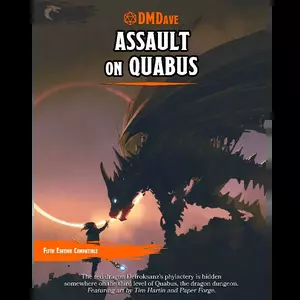 DMDAVE
ASSAULT
ON QUABUS
FIFTH EDITION COMPATIBLE
The red dragon Defroksanz's phylactery is hidden
somewhere on the third level of Quabus, the dragon dungeon.
Featuring art by Tim Hartin and Paper Forge.